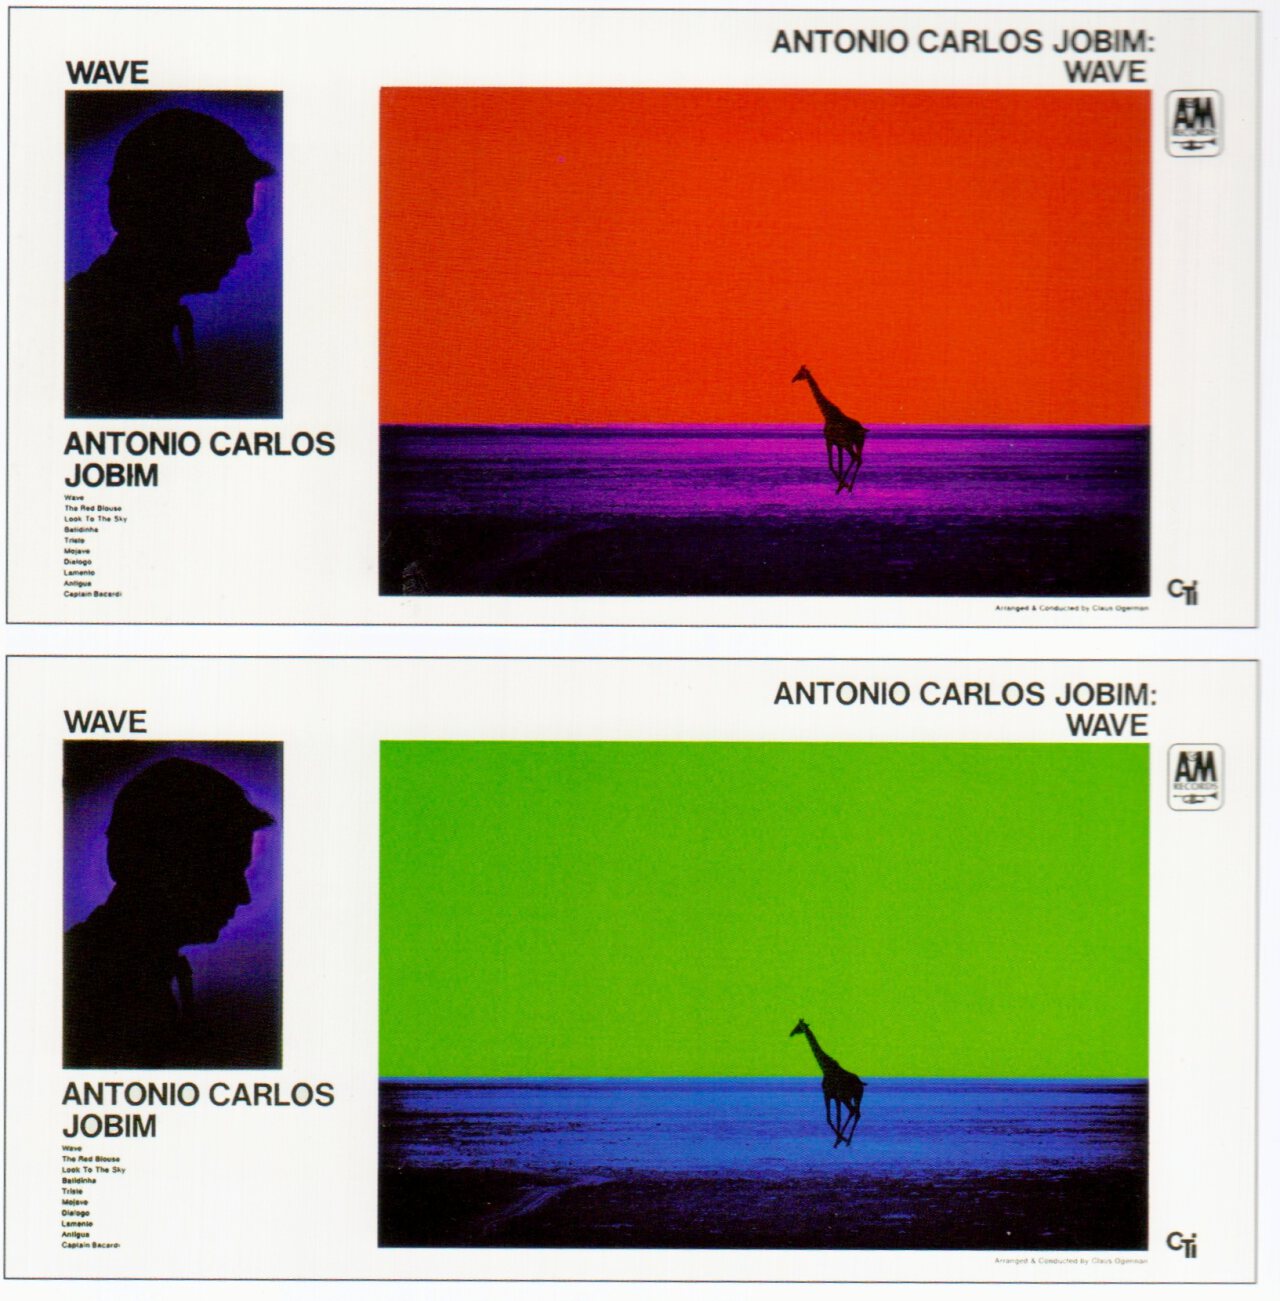 WAVE
ANTONIO CARLOS
JOBIM
Wave
The Red Blouse
Look To The Sky
Batidinha
Triste
Mojave
Dialogo
Lamento
Antigua
Captain Bacardi
ANTONIO CARLOS JOBIM:
WAVE
A&M
RECORDS
Arranged & Conducted by Claus Ogerman
CTi
WAVE
ANTONIO CARLOS
JOBIM
Wave
The Red Blouse
Look To The Sky
Batidinha
Triste
Mojave
Dialogo
Lamento
Antigua
Captain Bacardi
ANTONIO CARLOS JOBIM:
WAVE
A&M
RECORDS
Arranged & Conducted by Claus Ogerman
CTi